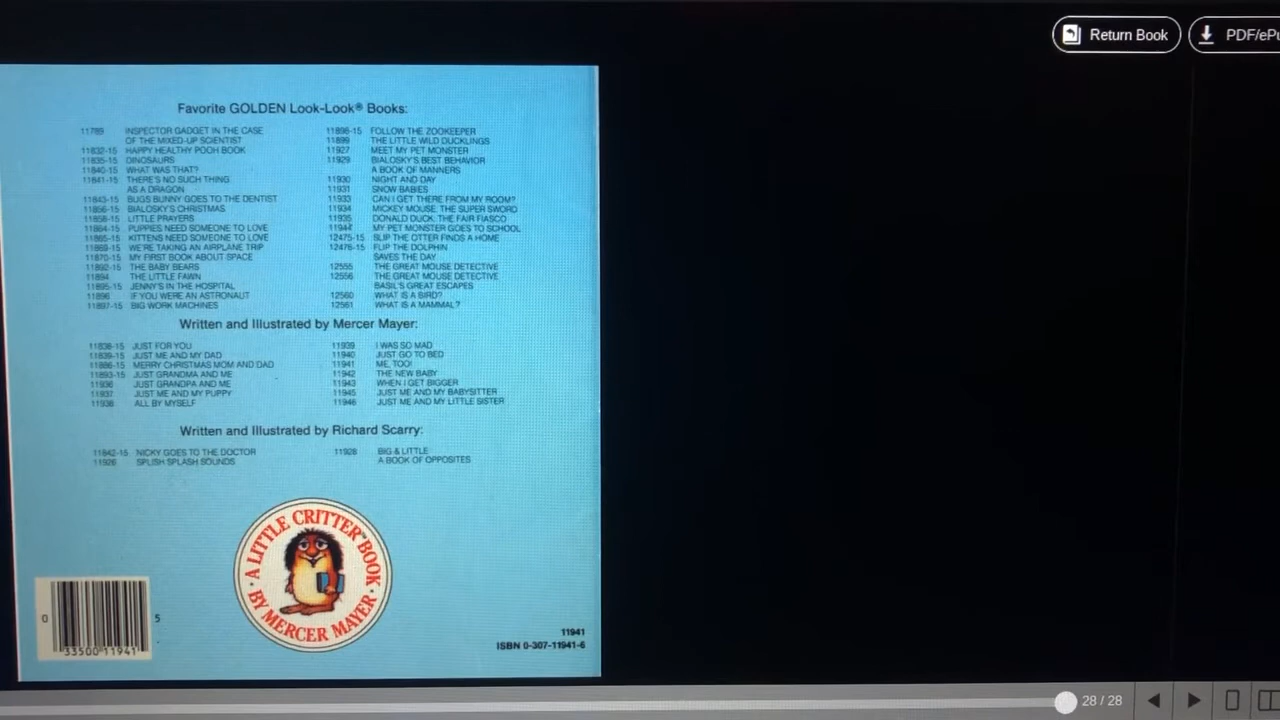 Return Book
PDF/ePu
Favorite GOLDEN Look-Look® Books:
11789 INSPECTOR GADGET IN THE CASE
OF THE MIXED-UP SCIENTIST
11832-15 HAPPY HEALTHY POOH BOOK
11835-15 DINOSAURS
11840-15 WHAT WAS THAT?
11841-15 THERE'S NO SUCH THING
AS A DRAGON
11843-15 BUGS BUNNY GOES TO THE DENTIST
11856-15 BIALOSKY'S CHRISTMAS
11858-15 LITTLE PRAYERS
11864-15 PUPPIES NEED SOMEONE TO LOVE
11865-15 KITTENS NEED SOMEONE TO LOVE
11869-15 WE'RE TAKING AN AIRPLANE TRIP
11870-15 MY FIRST BOOK ABOUT SPACE
11892-15 THE BABY BEARS
11894 THE LITTLE FAWN
11895-15 JENNY'S IN THE HOSPITAL
11896 IF YOU WERE AN ASTRONAUT
11897-15 BIG WORK MACHINES
11898-15 FOLLOW THE ZOOKEEPER
11899 THE LITTLE WILD DUCKLINGS
11927 MEET MY PET MONSTER
11929 BIALOSKY'S BEST BEHAVIOR
A BOOK OF MANNERS
11930 NIGHT AND DAY
11931 SNOW BABIES
11933 CAN I GET THERE FROM MY ROOM?
11934 MICKEY MOUSE, THE SUPER SWORD
11935 DONALD DUCK, THE FAIR FIASCO
11944 MY PET MONSTER GOES TO SCHOOL
12475-15 SLIP THE OTTER FINDS A HOME
12476-15 FLIP THE DOLPHIN
SAVES THE DAY
12555 THE GREAT MOUSE DETECTIVE
12556 THE GREAT MOUSE DETECTIVE
BASIL'S GREAT ESCAPES
12560 WHAT IS A BIRD?
12561 WHAT IS A MAMMAL?
Written and Illustrated by Mercer Mayer:
11838-15 JUST FOR YOU
11839-15 JUST ME AND MY DAD
11886-15 MERRY CHRISTMAS MOM AND DAD
11893-15 JUST GRANDMA AND ME
11936 JUST GRANDPA AND ME
11937 JUST ME AND MY PUPPY
11938 ALL BY MYSELF
11939 I WAS SO MAD
11940 JUST GO TO BED
11941 ME, TOO!
11942 THE NEW BABY
11943 WHEN I GET BIGGER
11945 JUST ME AND MY BABYSITTER
11946 JUST ME AND MY LITTLE SISTER
Written and Illustrated by Richard Scarry:
11842-15 NICKY GOES TO THE DOCTOR
11926 SPLISH SPLASH SOUNDS
11928 BIG & LITTLE
A BOOK OF OPPOSITES
A LITTLE CRITTER™ BOOK
BY MERCER MAYER
0 33500 11941 5
11941
ISBN 0-307-11941-6
28 / 28